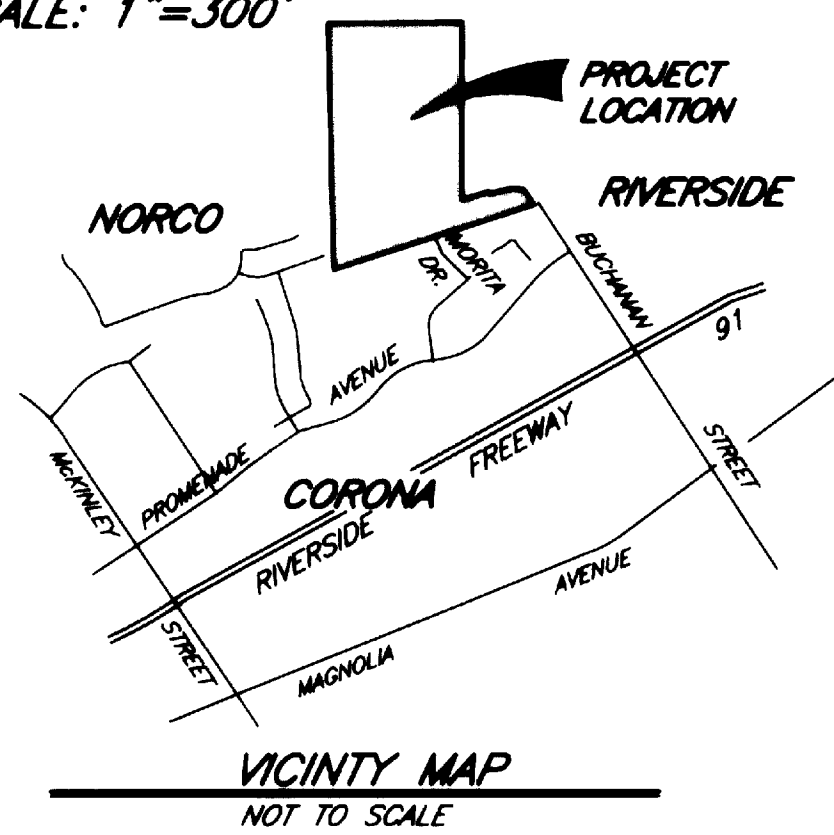 ALE: 1"=300'
PROJECT
LOCATION
NORCO
RIVERSIDE
MORITA
DR.
BUCHANAN
STREET
91
AVENUE
PROMENADE
McKINLEY
STREET
CORONA
RIVERSIDE
FREEWAY
MAGNOLIA
AVENUE
VICINTY MAP
NOT TO SCALE